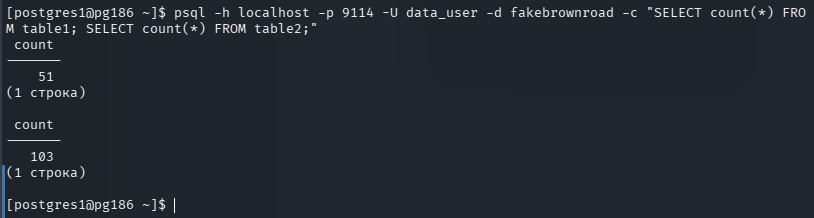 [postgres1@pg186 ~]$ psql -h localhost -p 9114 -U data_user -d fakebrownroad -c "SELECT count(*) FRO
M table1; SELECT count(*) FROM table2;"
 count
-------
    51
(1 строка)

 count
-------
   103
(1 строка)

[postgres1@pg186 ~]$